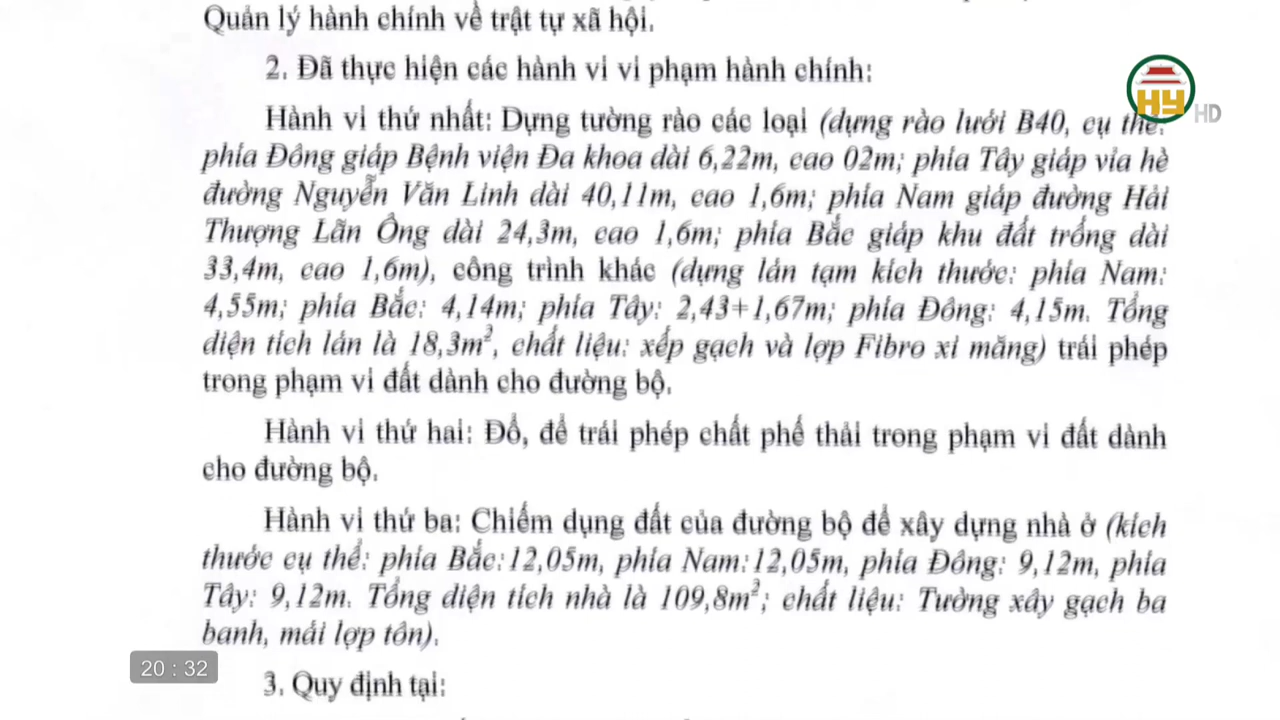 Quản lý hành chính về trật tự xã hội.
2. Đã thực hiện các hành vi vi phạm hành chính:
Hành vi thứ nhất: Dựng tường rào các loại (dựng rào lưới B40, cụ thể:
phía Đông giáp Bệnh viện Đa khoa dài 6,22m, cao 02m; phía Tây giáp vỉa hè
đường Nguyễn Văn Linh dài 40,11m, cao 1,6m; phía Nam giáp đường Hải
Thượng Lãn Ông dài 24,3m, cao 1,6m; phía Bắc giáp khu đất trống dài
33,4m, cao 1,6m), công trình khác (dựng lán tạm kích thước: phía Nam:
4,55m; phía Bắc: 4,14m; phía Tây: 2,43+1,67m; phía Đông: 4,15m. Tổng
diện tích lán là 18,3m², chất liệu: xếp gạch và lợp Fibro xi măng) trái phép
trong phạm vi đất dành cho đường bộ.
Hành vi thứ hai: Đổ, để trái phép chất phế thải trong phạm vi đất dành
cho đường bộ.
Hành vi thứ ba: Chiếm dụng đất của đường bộ để xây dựng nhà ở (kích
thước cụ thể: phía Bắc:12,05m, phía Nam:12,05m, phía Đông: 9,12m, phía
Tây: 9,12m. Tổng diện tích nhà là 109,8m²; chất liệu: Tường xây gạch ba
banh, mái lợp tôn).
3. Quy định tại:
HY HD
20 : 32